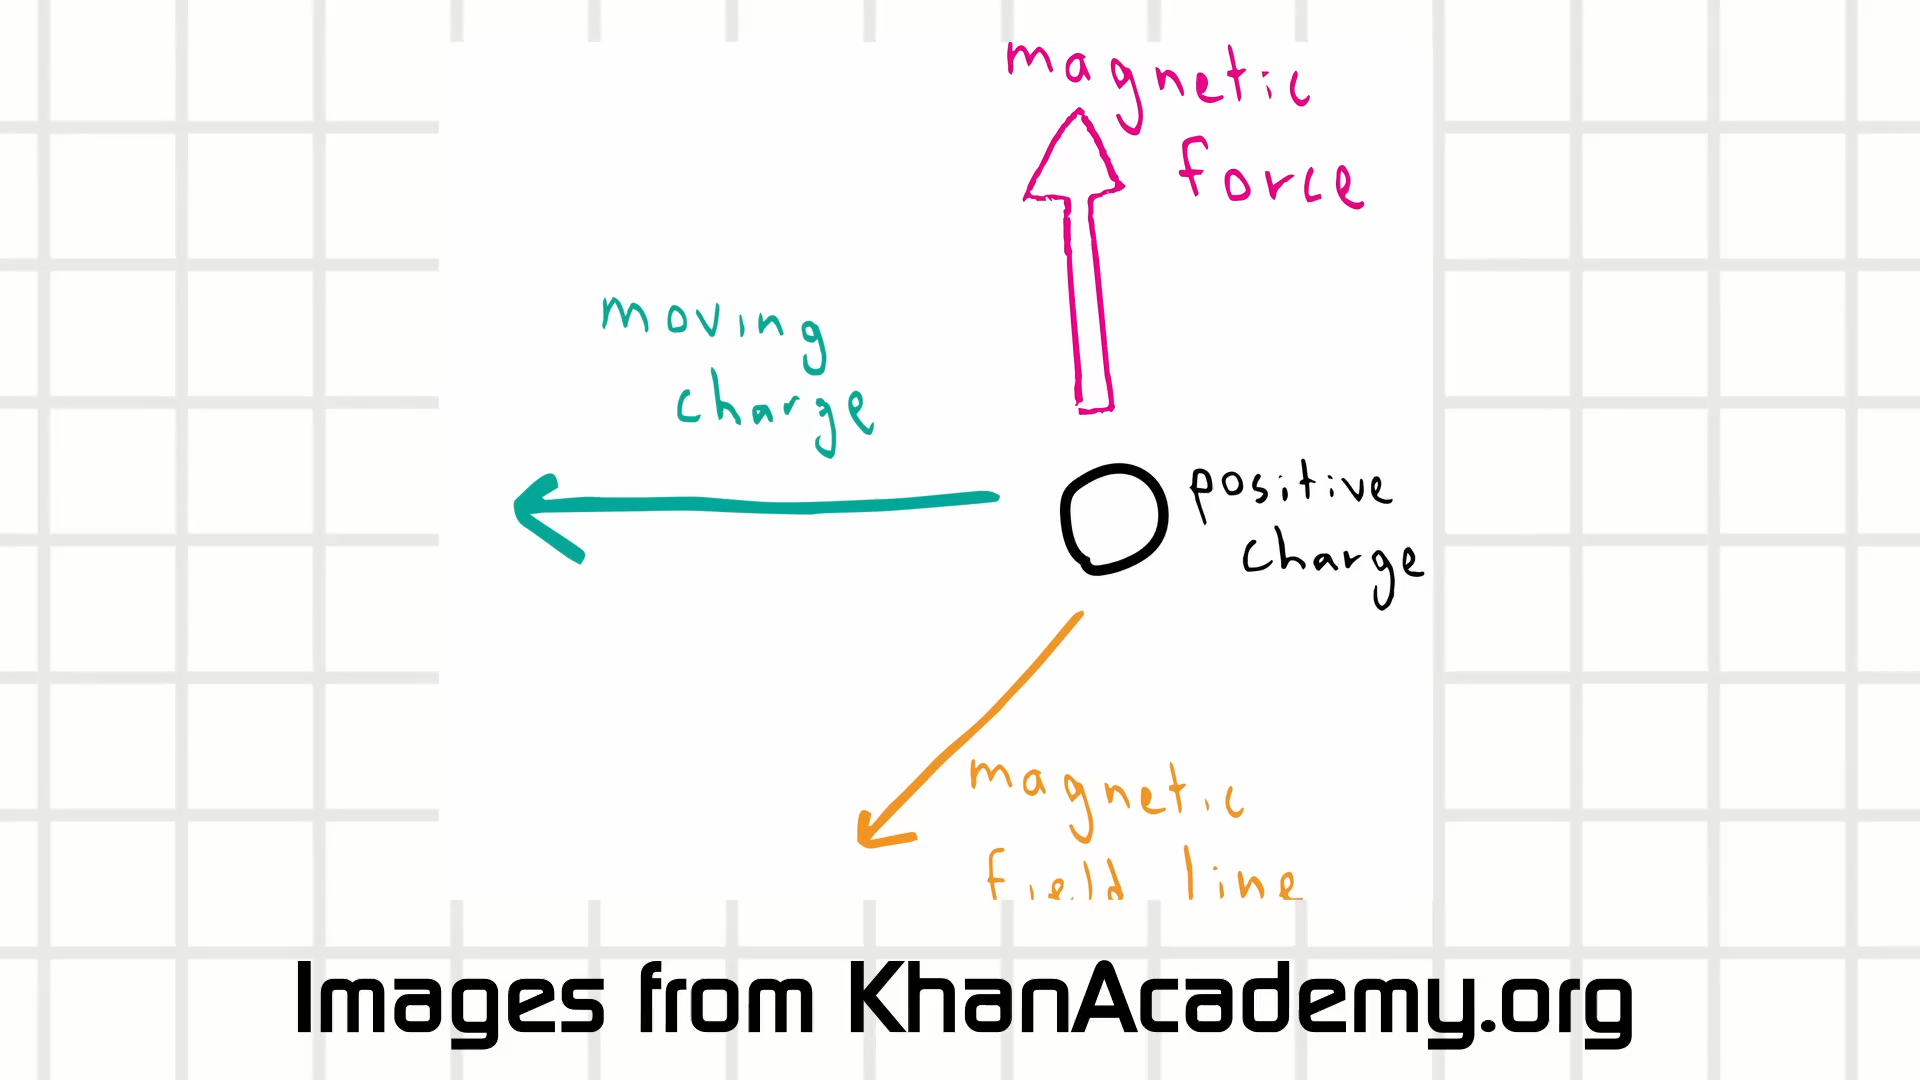 magnetic
force
moving
charge
positive
charge
magnetic
field line
Images from KhanAcademy.org